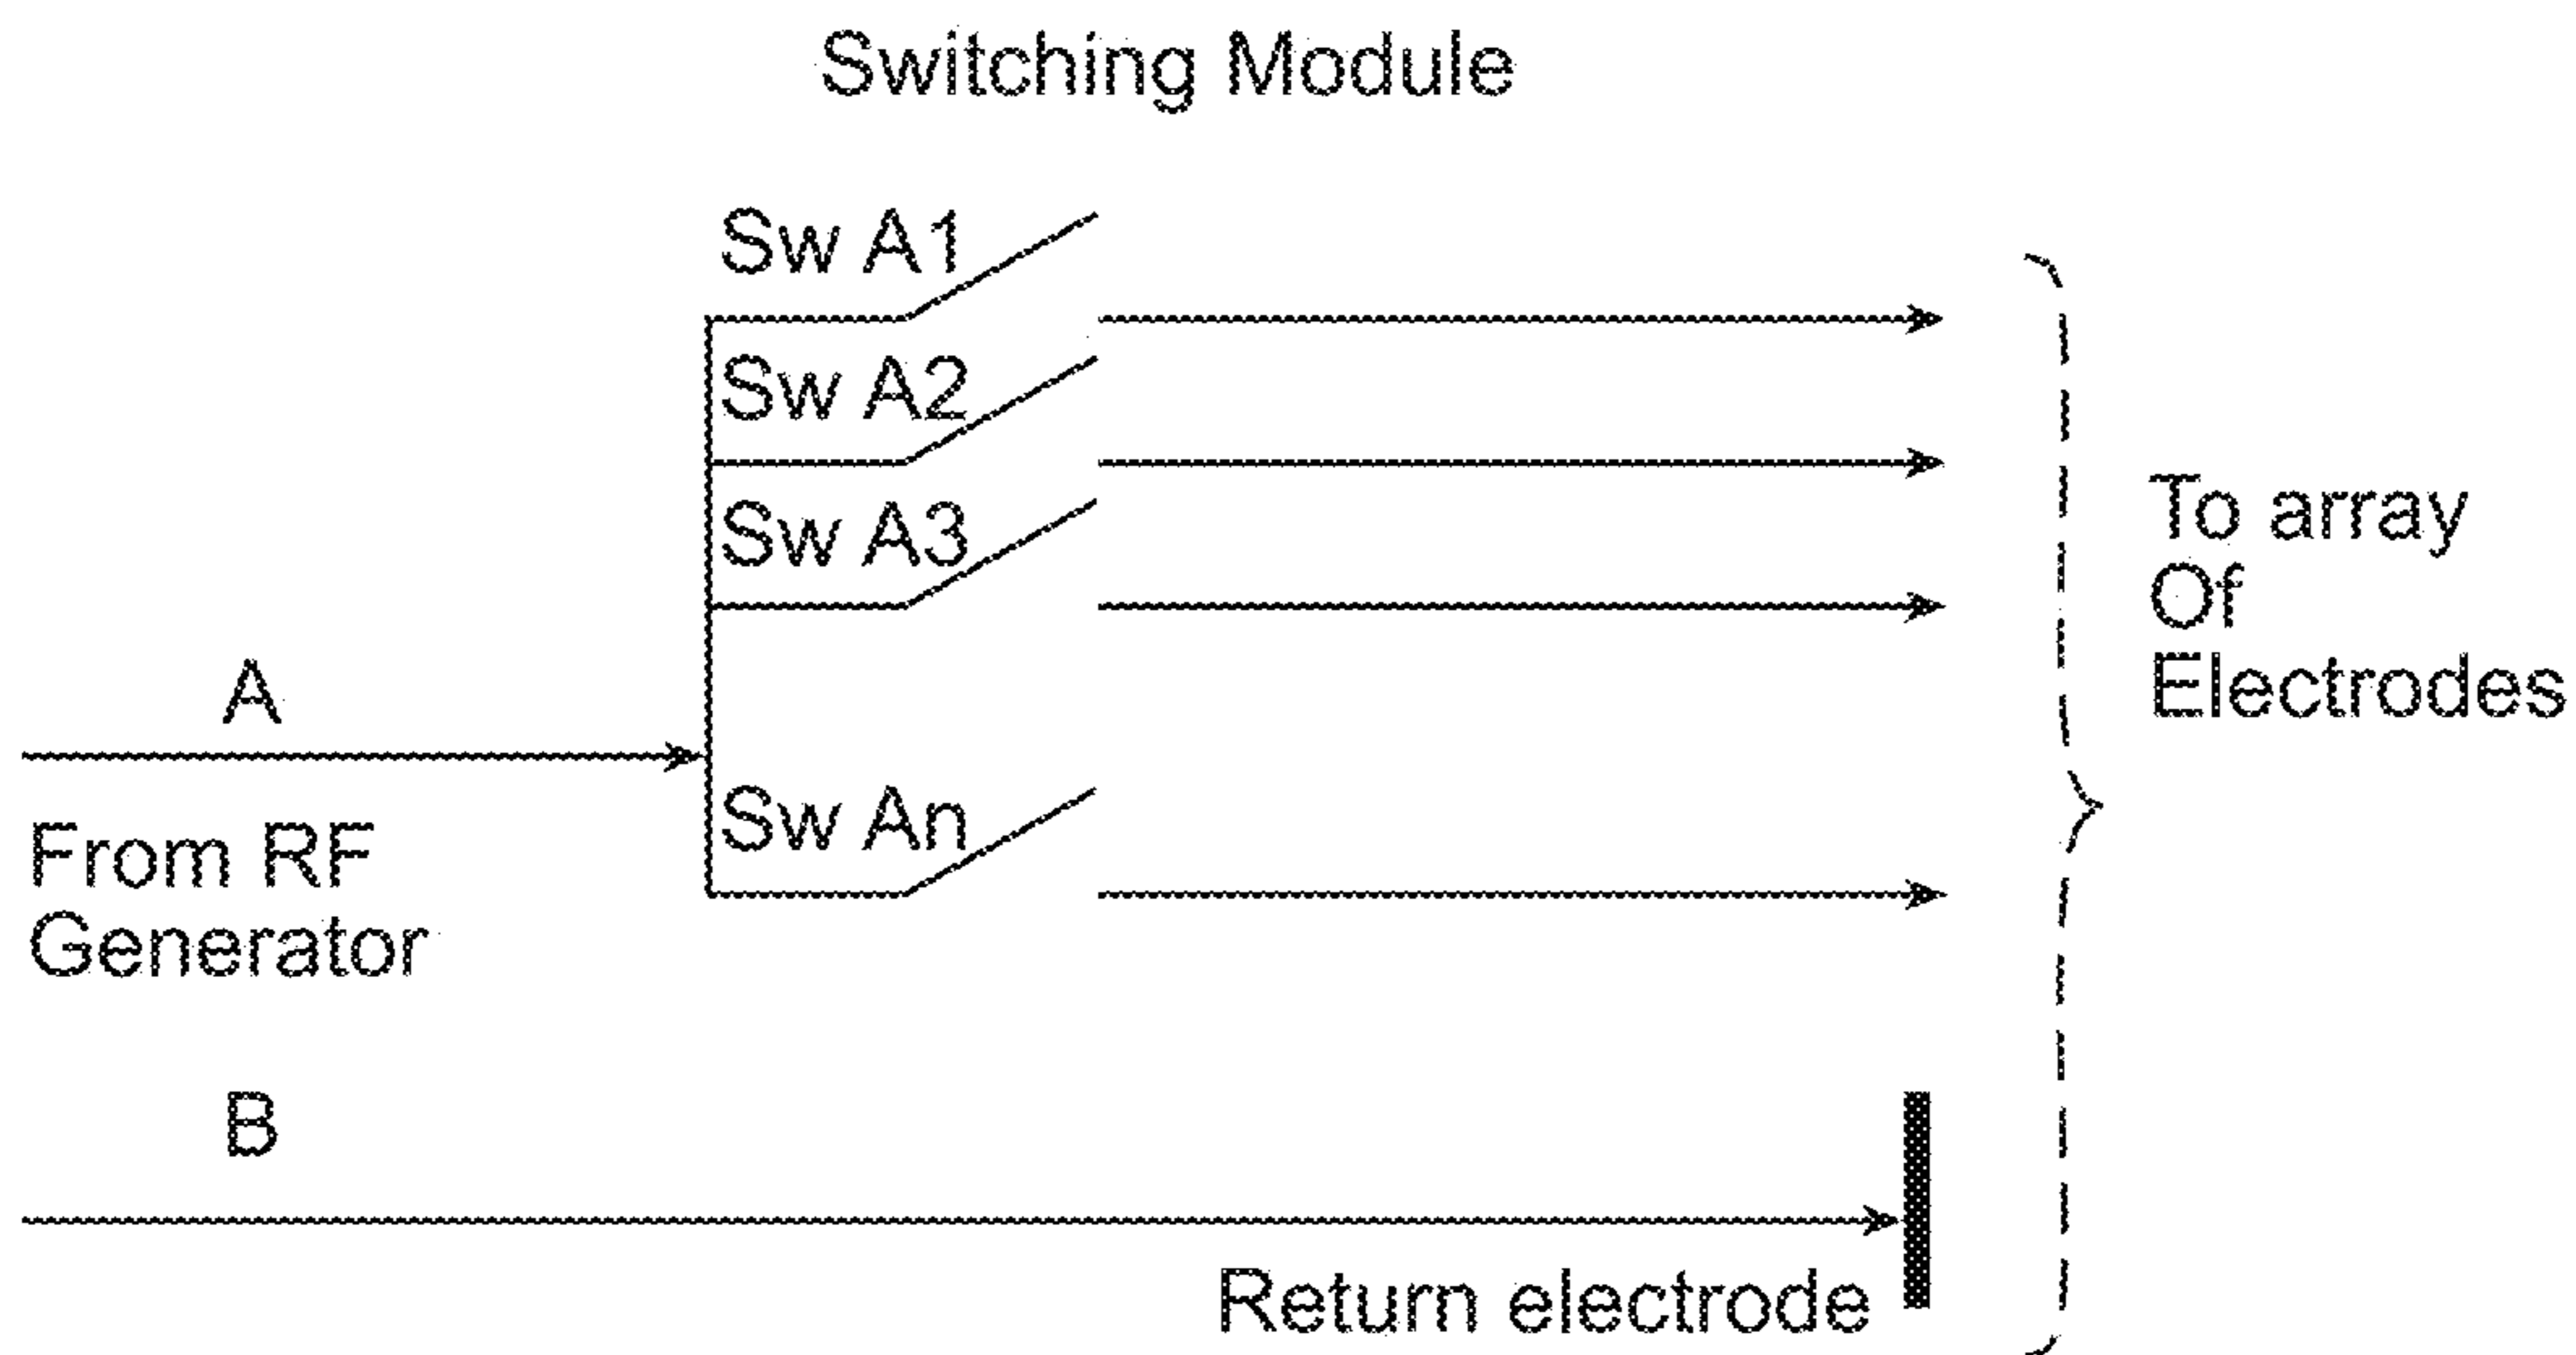 Switching Module
Sw A1
Sw A2
Sw A3
A
Sw An
From RF
Generator
To array
Of
Electrodes
B
Return electrode